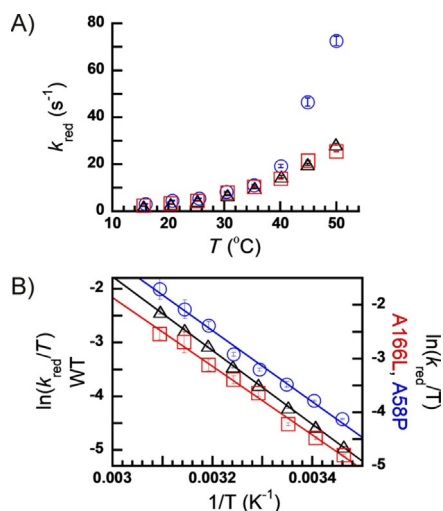 A)
80
60
40
20
0
k_red (s⁻¹)
10 20 30 40 50 60
T (°C)
B)
-2
-3
-4
-5
ln(k_red/T)
WT
-2
-3
-4
-5
ln(k_red/T)
A166L, A58P
0.003 0.0032 0.0034
1/T (K⁻¹)